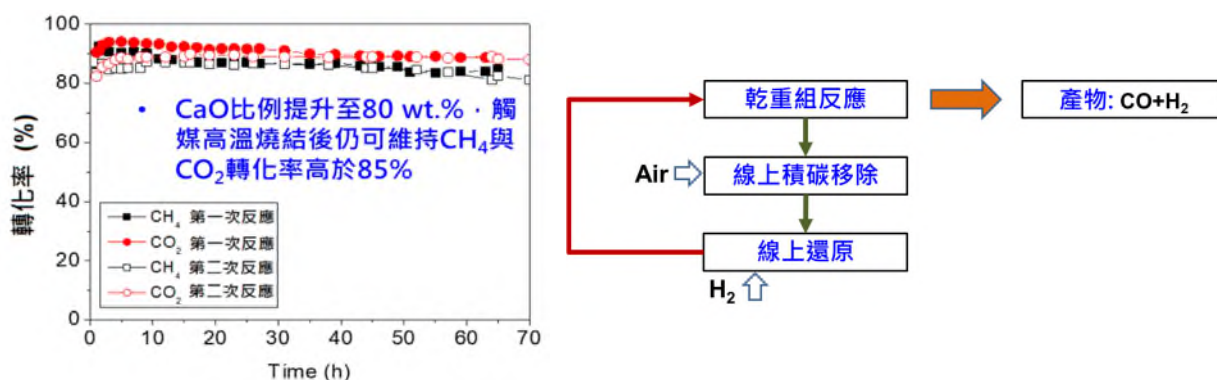 100
80
60
40
20
0
轉化率 (%)
• CaO比例提升至80 wt.%，觸
媒高溫燒結後仍可維持CH₄與
CO₂轉化率高於85%
CH₄ 第一次反應
CO₂ 第一次反應
CH₄ 第二次反應
CO₂ 第二次反應
0 10 20 30 40 50 60 70
Time (h)
乾重組反應
產物: CO+H₂
Air
線上積碳移除
線上還原
H₂